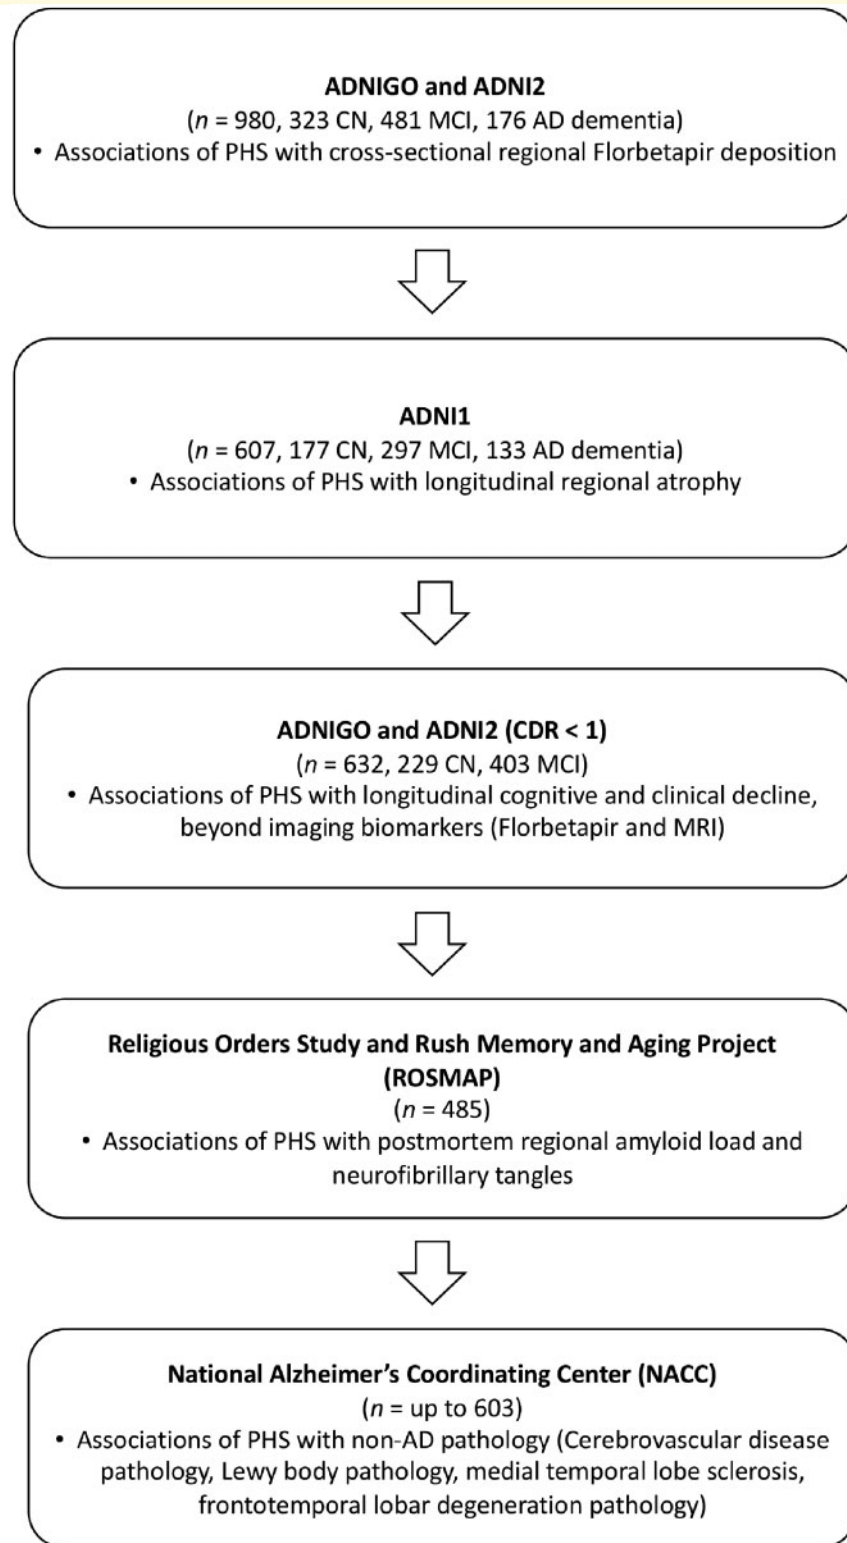 ADNIGO and ADNI2
(n = 980, 323 CN, 481 MCI, 176 AD dementia)
• Associations of PHS with cross-sectional regional Florbetapir deposition
ADNI1
(n = 607, 177 CN, 297 MCI, 133 AD dementia)
• Associations of PHS with longitudinal regional atrophy
ADNIGO and ADNI2 (CDR < 1)
(n = 632, 229 CN, 403 MCI)
• Associations of PHS with longitudinal cognitive and clinical decline,
beyond imaging biomarkers (Florbetapir and MRI)
Religious Orders Study and Rush Memory and Aging Project
(ROSMAP)
(n = 485)
• Associations of PHS with postmortem regional amyloid load and
neurofibrillary tangles
National Alzheimer's Coordinating Center (NACC)
(n = up to 603)
• Associations of PHS with non-AD pathology (Cerebrovascular disease
pathology, Lewy body pathology, medial temporal lobe sclerosis,
frontotemporal lobar degeneration pathology)